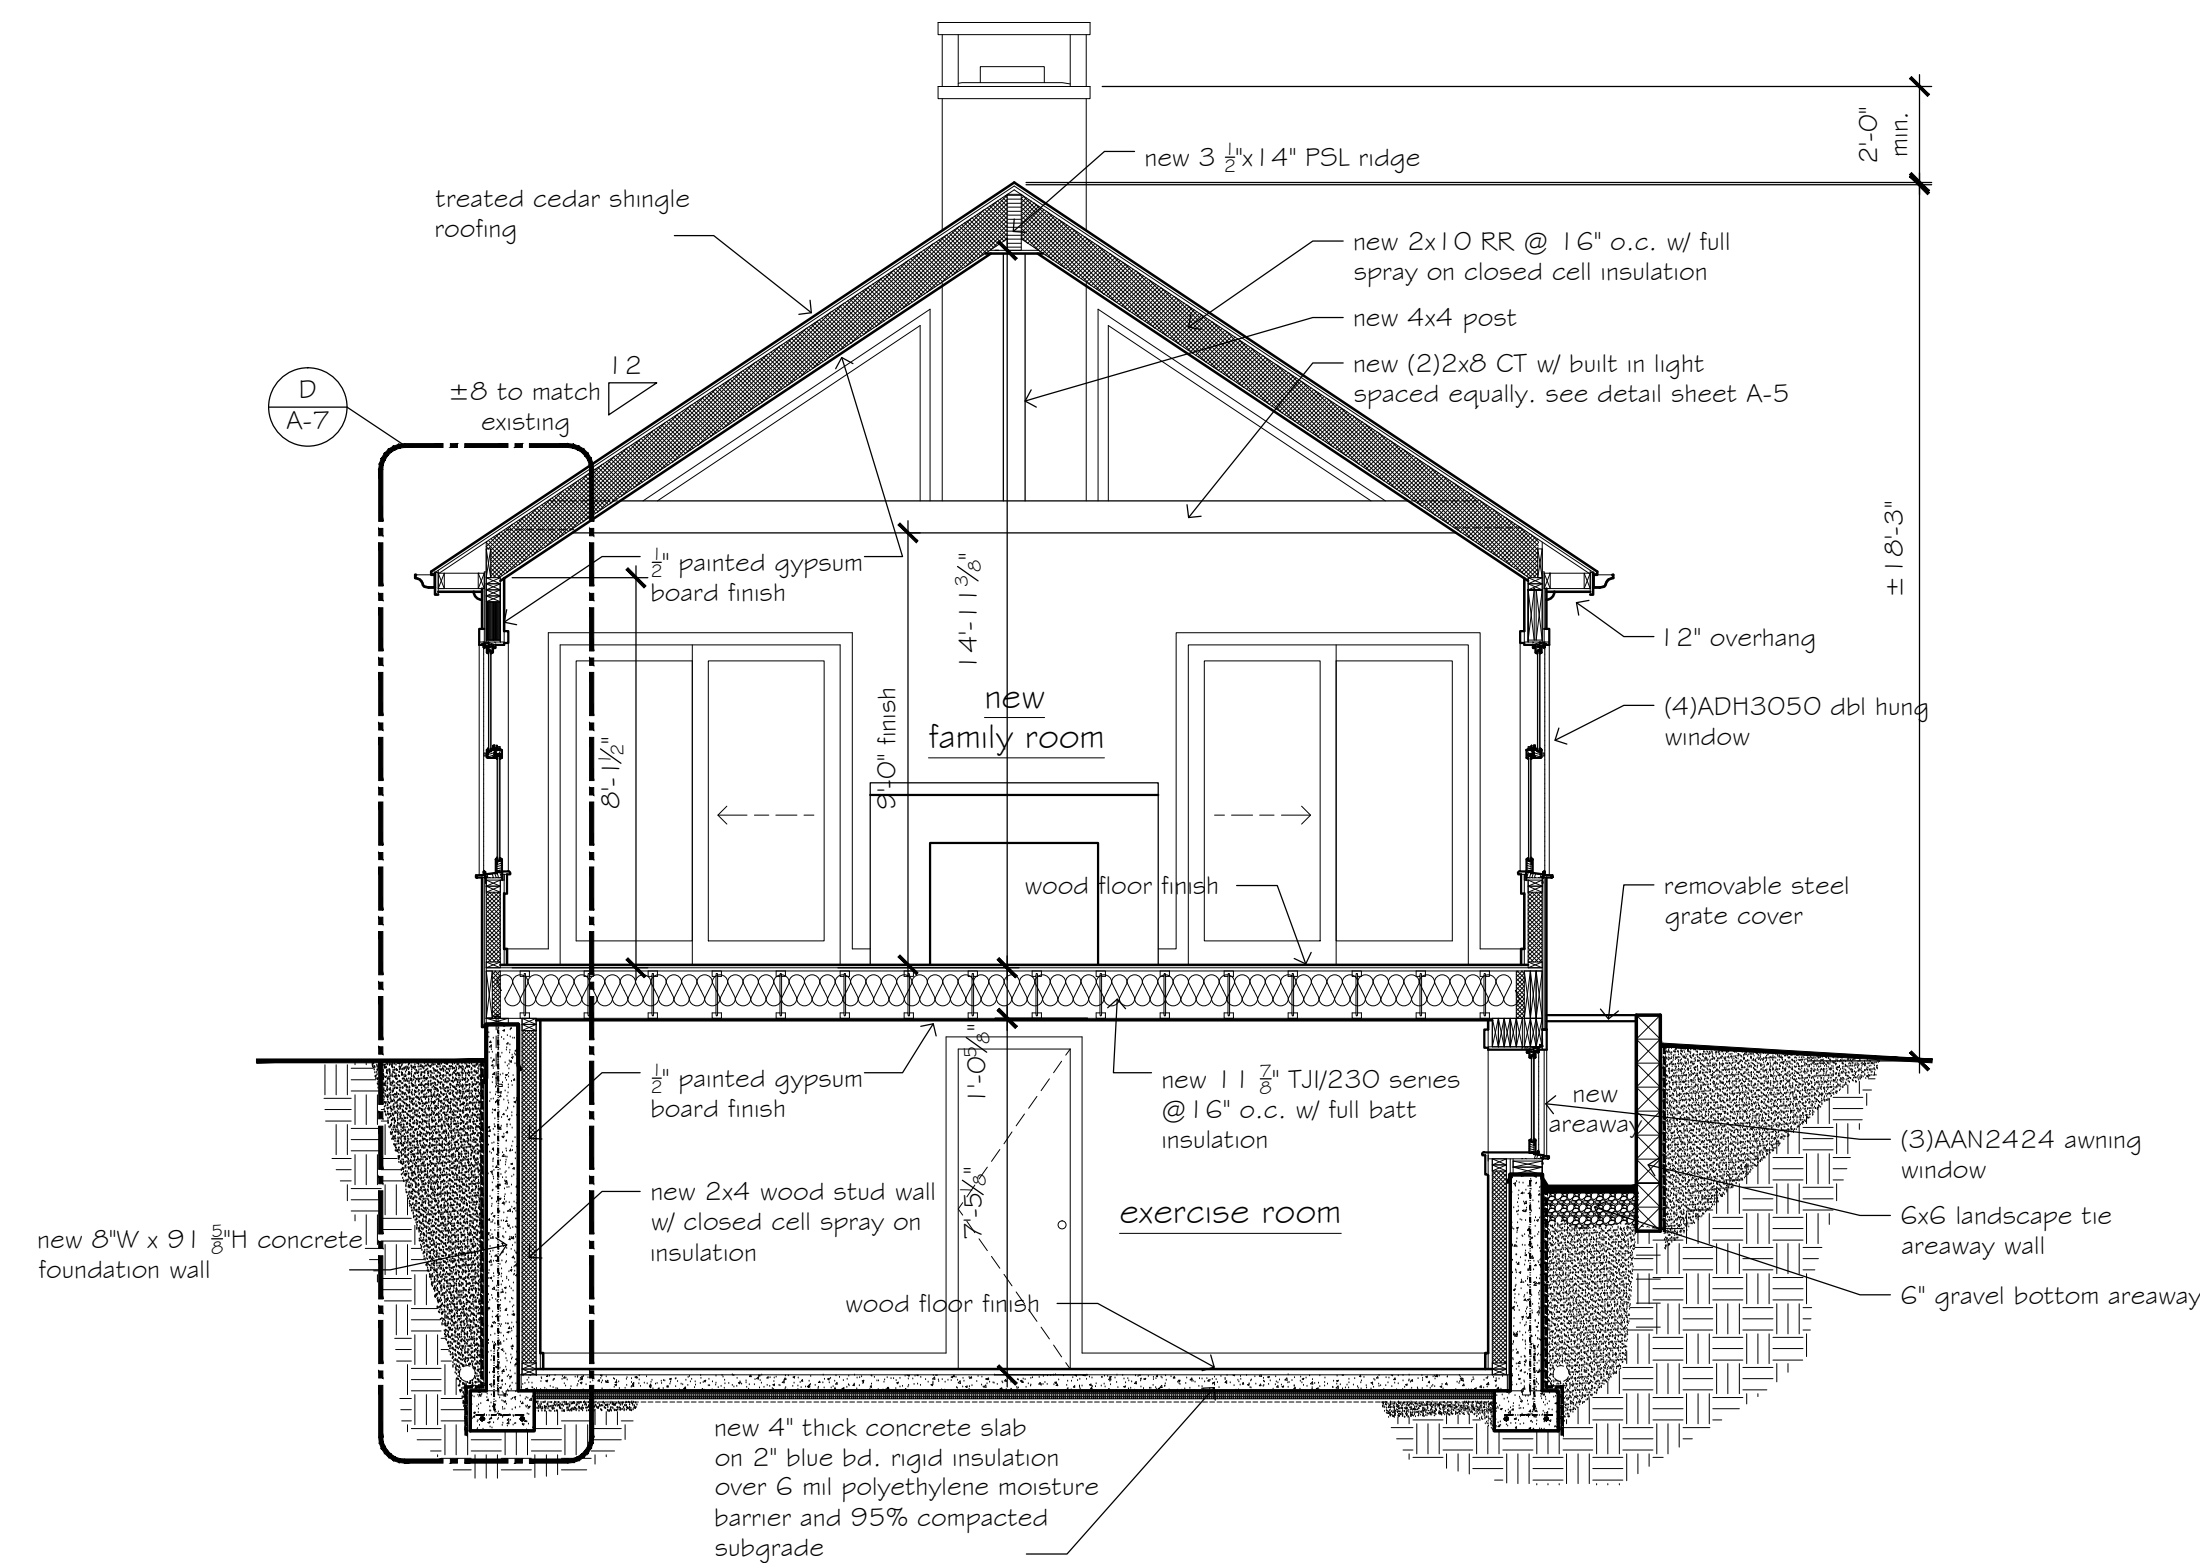 2'-0"
min.
new 3 1/2"x14" PSL ridge
treated cedar shingle
roofing
new 2x10 RR @ 16" o.c. w/ full
spray on closed cell insulation
new 4x4 post
12
±8 to match
existing
new (2)2x8 CT w/ built in light
spaced equally. see detail sheet A-5
D
A-7
±18'-3"
1/2" painted gypsum
board finish
14'-11 3/8"
12" overhang
8'-1 1/2"
9'-0" finish
new
family room
(4)ADH3050 dbl hung
window
wood floor finish
removable steel
grate cover
1'-0 5/8"
1/2" painted gypsum
board finish
new 11 7/8" TJI/230 series
@16" o.c. w/ full batt
insulation
new
areaway
(3)AAN2424 awning
window
new 2x4 wood stud wall
w/ closed cell spray on
insulation
7'-5 1/8"
exercise room
6x6 landscape tie
areaway wall
new 8"W x 91 5/8"H concrete
foundation wall
wood floor finish
6" gravel bottom areaway
new 4" thick concrete slab
on 2" blue bd. rigid insulation
over 6 mil polyethylene moisture
barrier and 95% compacted
subgrade